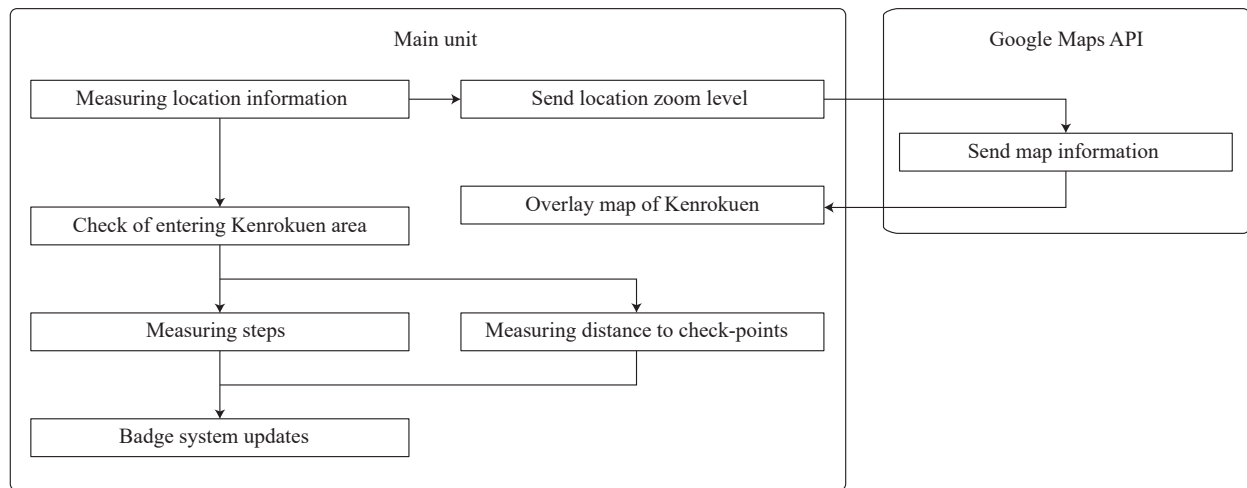 Main unit
Google Maps API
Measuring location information
Send location zoom level
Send map information
Overlay map of Kenrokuen
Check of entering Kenrokuen area
Measuring steps
Measuring distance to check-points
Badge system updates